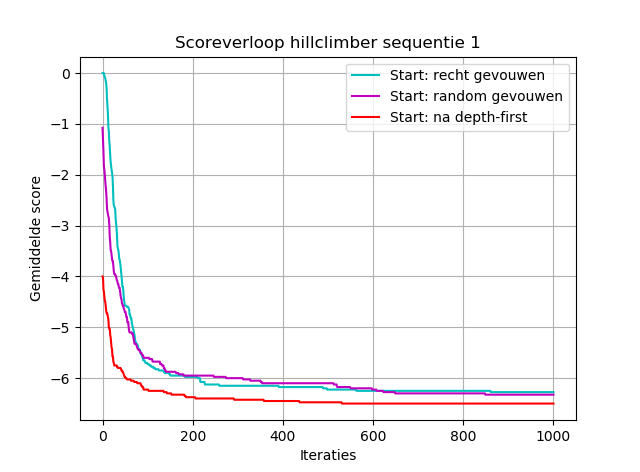 Scoreverloop hillclimber sequentie 1
Start: recht gevouwen
Start: random gevouwen
Start: na depth-first
Gemiddelde score
0
−1
−2
−3
−4
−5
−6
0 200 400 600 800 1000
Iteraties